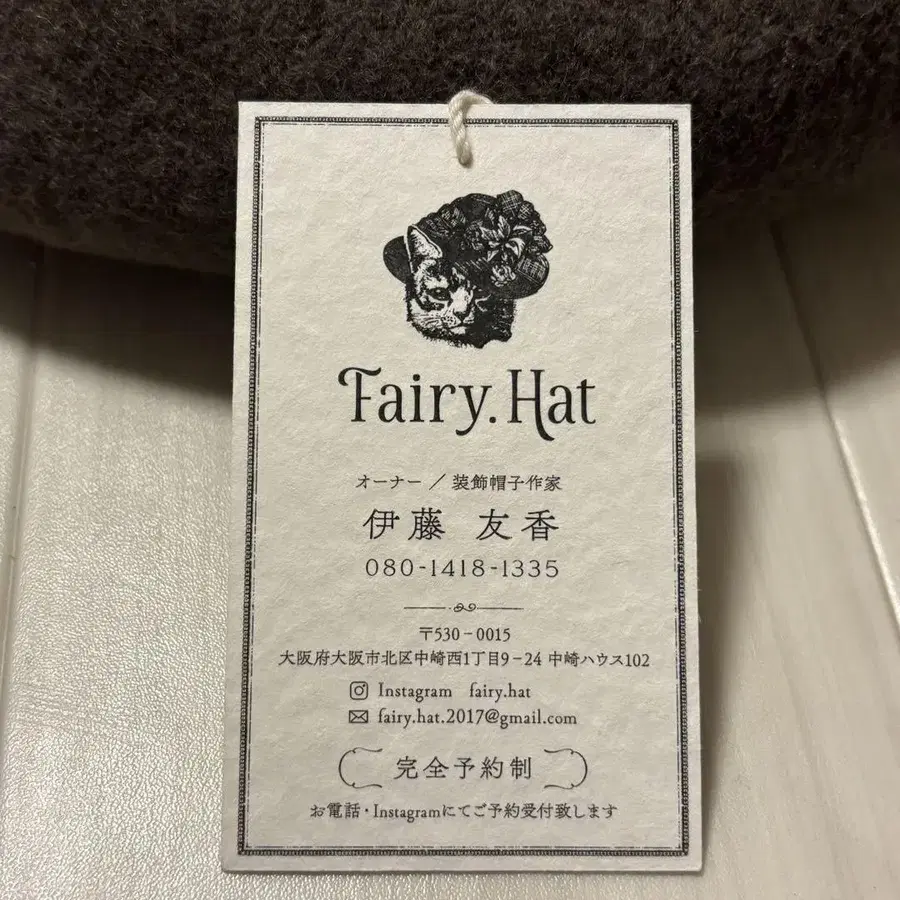 Fairy.Hat
オーナー／装飾帽子作家
伊藤 友香
080-1418-1335
〒530-0015
大阪府大阪市北区中崎西1丁目9-24 中崎ハウス102
Instagram fairy.hat
fairy.hat.2017@gmail.com
完全予約制
お電話・Instagramにてご予約受付致します